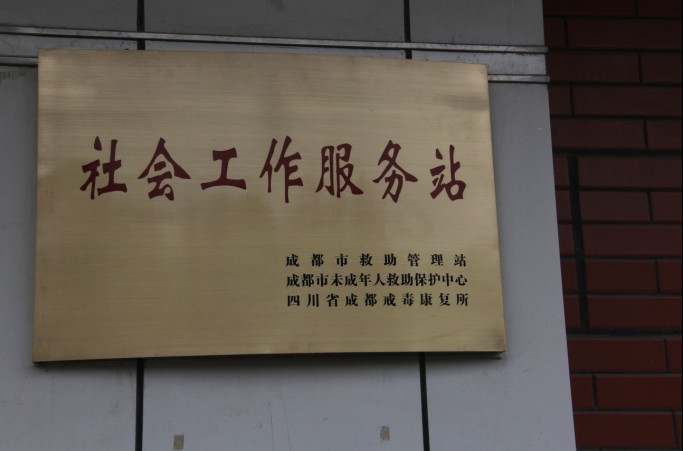 社会工作服务站
成都市救助管理站
成都市未成年人救助保护中心
四川省成都戒毒康复所